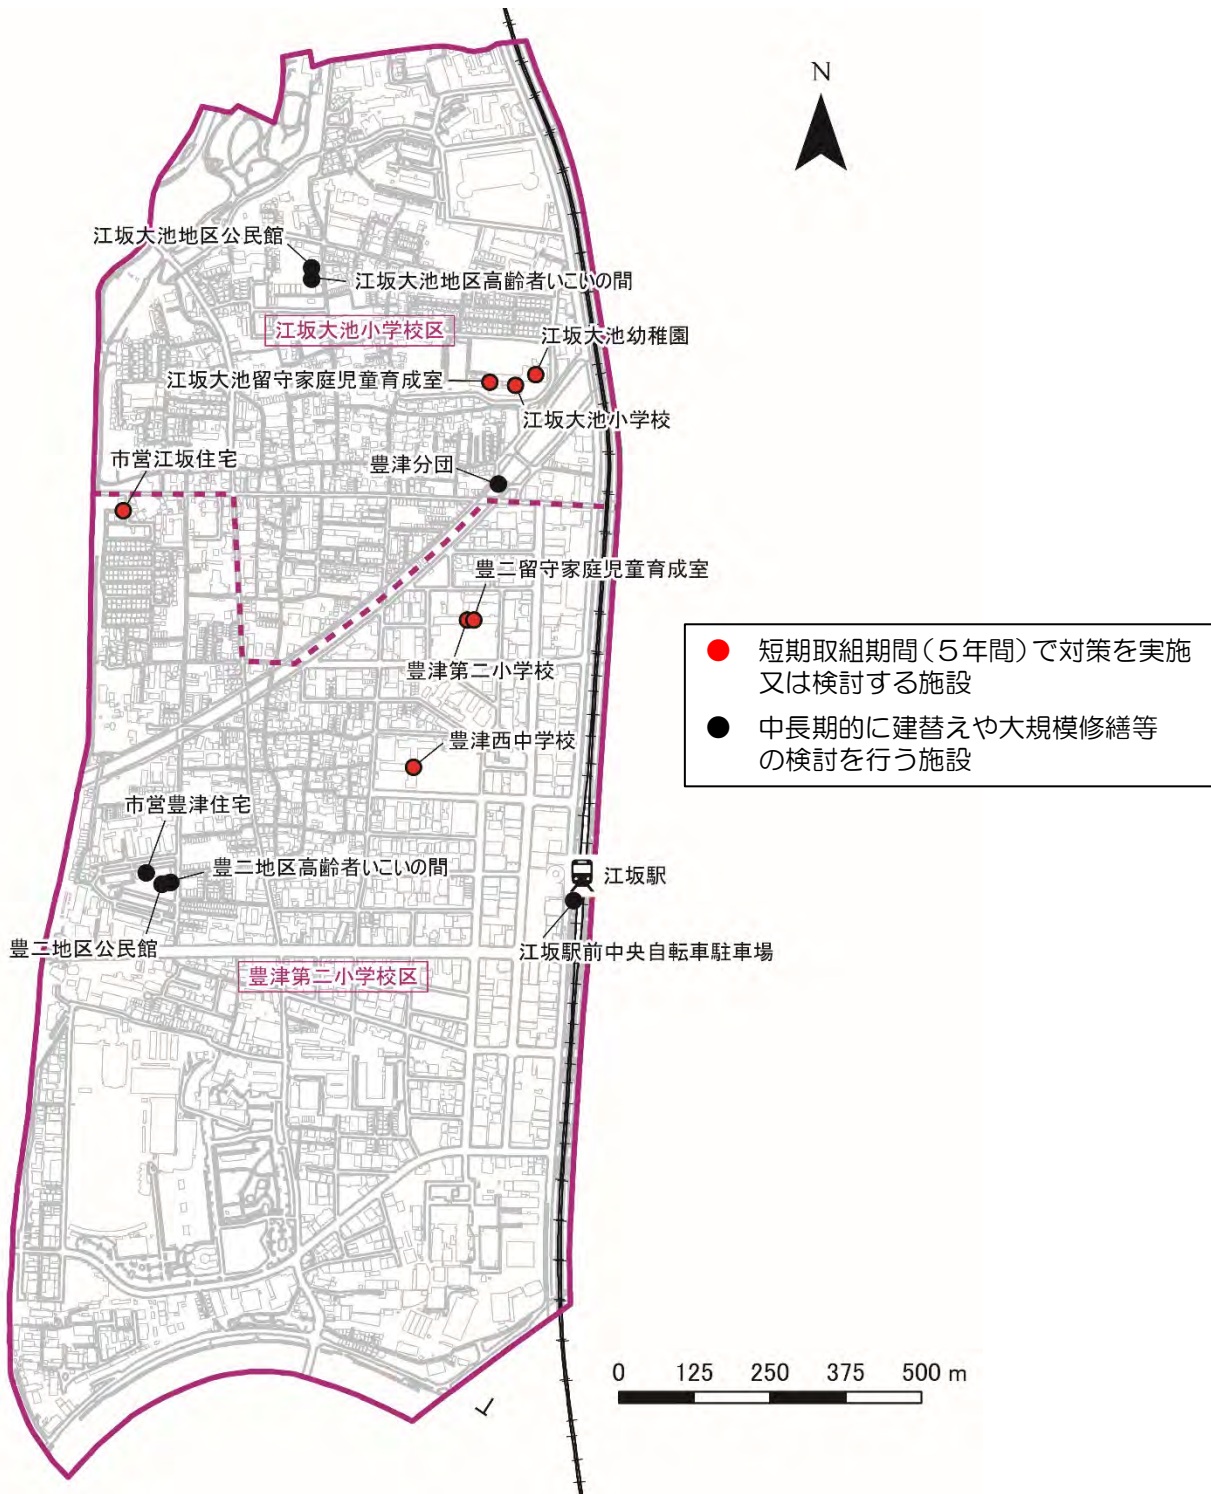 N
江坂大池地区公民館
江坂大池地区高齢者いこいの間
江坂大池小学校区
江坂大池幼稚園
江坂大池留守家庭児童育成室
江坂大池小学校
市営江坂住宅
豊津分団
豊二留守家庭児童育成室
豊津第二小学校
短期取組期間（５年間）で対策を実施
又は検討する施設
中長期的に建替えや大規模修繕等
の検討を行う施設
豊津西中学校
市営豊津住宅
豊二地区高齢者いこいの間
江坂駅
豊二地区公民館
江坂駅前中央自転車駐車場
豊津第二小学校区
0 125 250 375 500 m